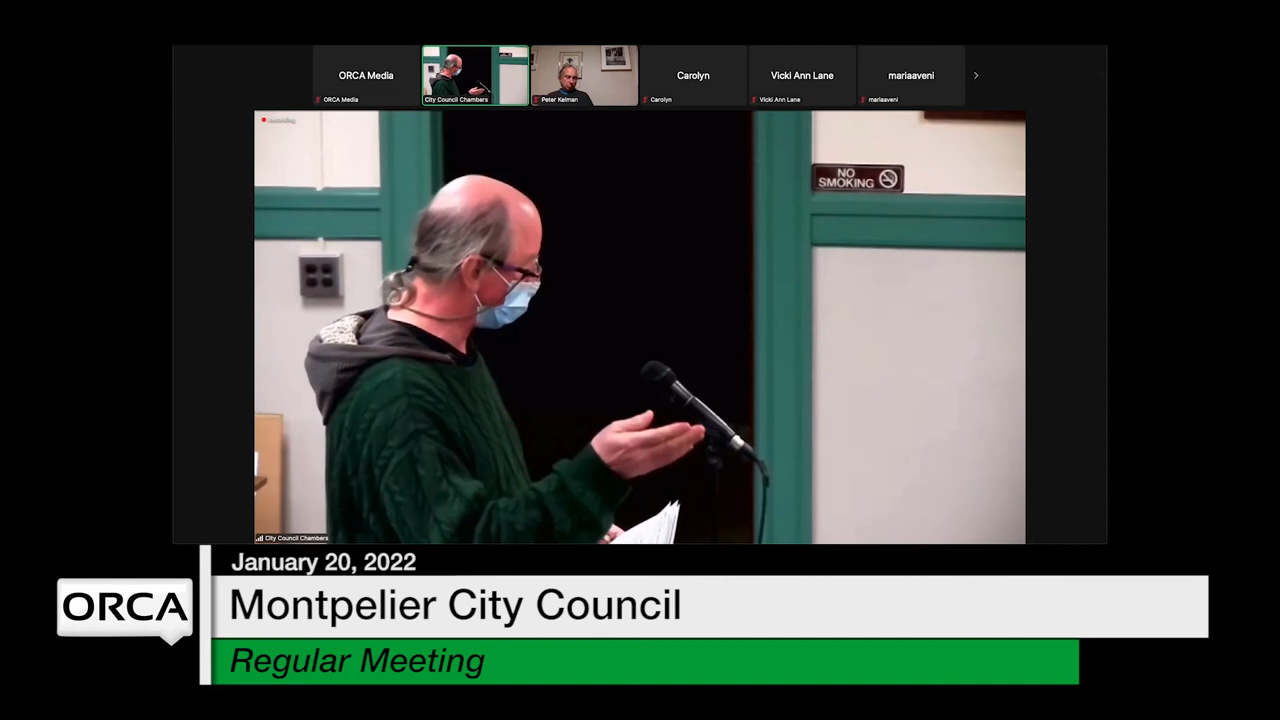 ORCA Media
Carolyn
Vicki Ann Lane
mariaaveni
ORCA Media
City Council Chambers
Peter Kelman
Carolyn
Vicki Ann Lane
mariaaveni
Recording
NO
SMOKING
City Council Chambers
January 20, 2022
ORCA
Montpelier City Council
Regular Meeting